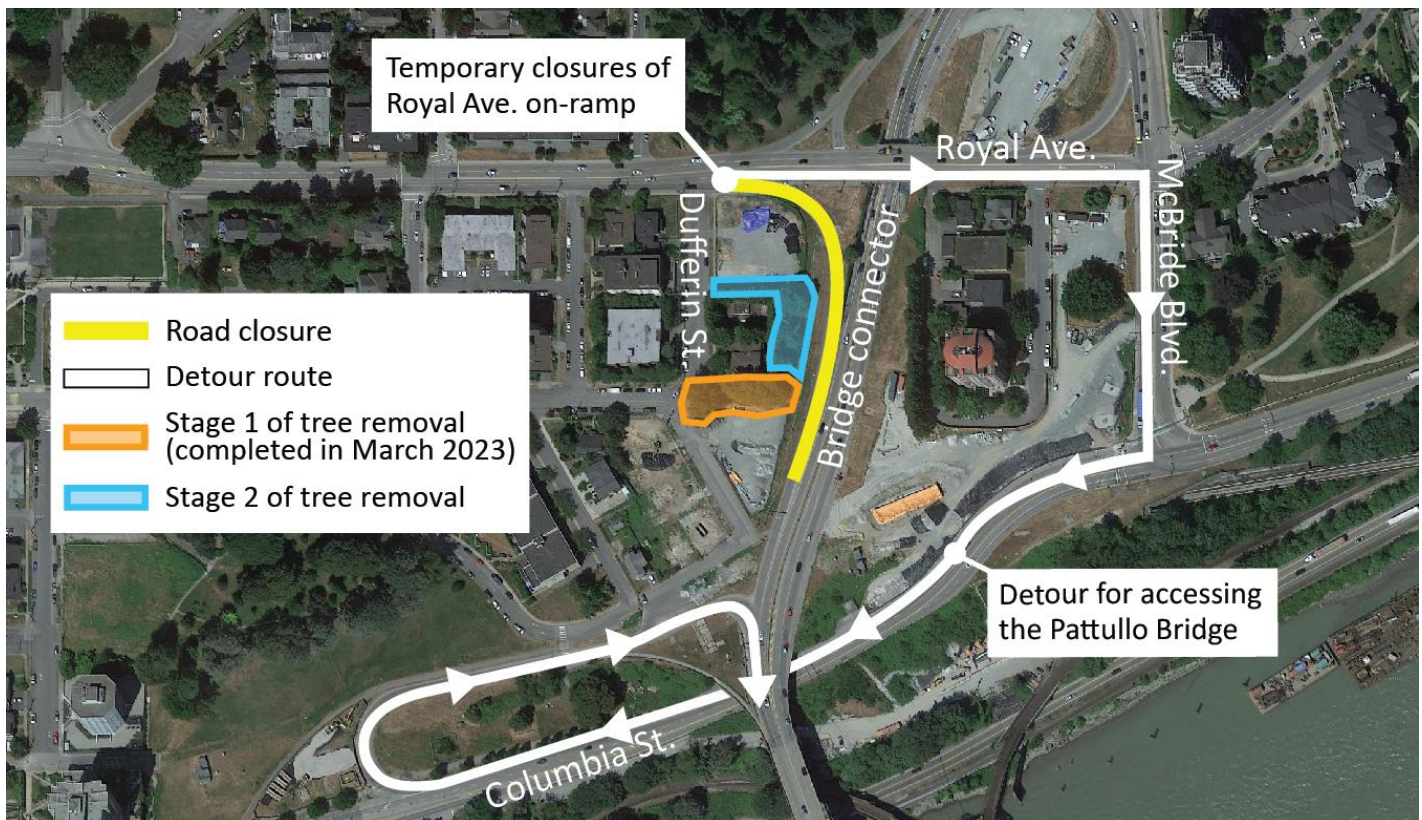 Temporary closures of
Royal Ave. on-ramp
Royal Ave.
McBride Blvd.
Dufferin St.
Bridge connector
Road closure
Detour route
Stage 1 of tree removal
(completed in March 2023)
Stage 2 of tree removal
Detour for accessing
the Pattullo Bridge
Columbia St.